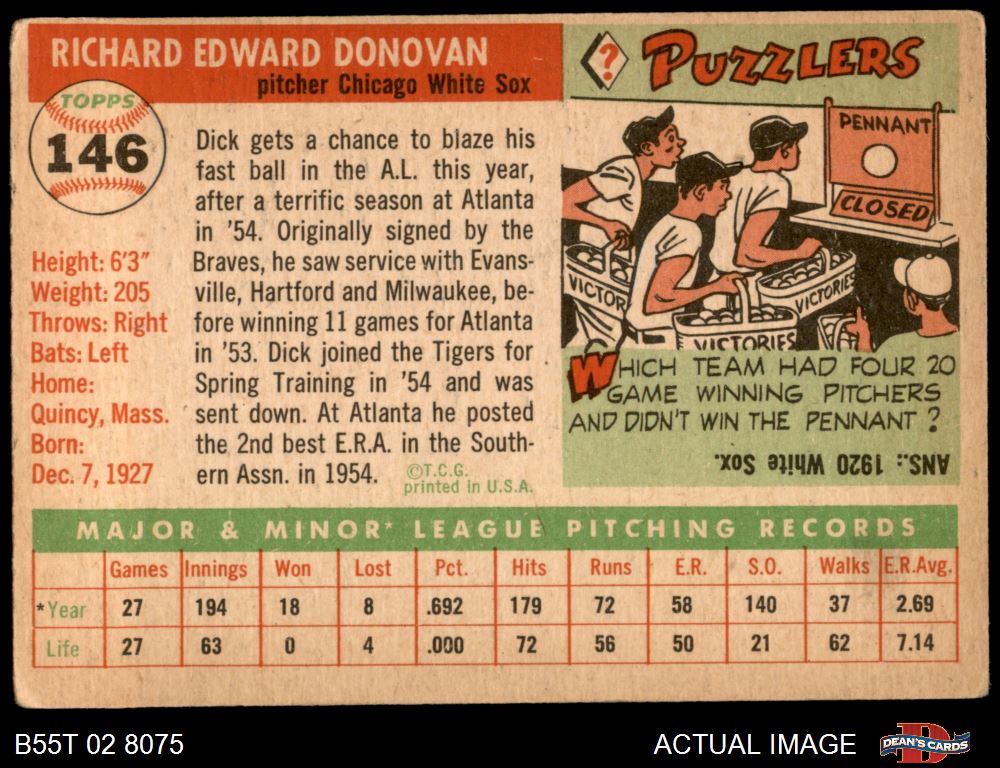 RICHARD EDWARD DONOVAN
pitcher Chicago White Sox
TOPPS
146
Height: 6'3"
Weight: 205
Throws: Right
Bats: Left
Home:
Quincy, Mass.
Born:
Dec. 7, 1927
Dick gets a chance to blaze his
fast ball in the A.L. this year,
after a terrific season at Atlanta
in '54. Originally signed by the
Braves, he saw service with Evans-
ville, Hartford and Milwaukee, be-
fore winning 11 games for Atlanta
in '53. Dick joined the Tigers for
Spring Training in '54 and was
sent down. At Atlanta he posted
the 2nd best E.R.A. in the South-
ern Assn. in 1954.
©T.C.G.
printed in U.S.A.
? PUZZLERS
PENNANT
CLOSED
VICTOR
VICTORIES
VICTORIES
WHICH TEAM HAD FOUR 20
GAME WINNING PITCHERS
AND DIDN'T WIN THE PENNANT ?
ANS.: 1920 White Sox.
MAJOR & MINOR* LEAGUE PITCHING RECORDS
Games Innings Won Lost Pct. Hits Runs E.R. S.O. Walks E.R.Avg.
*Year 27 194 18 8 .692 179 72 58 140 37 2.69
Life 27 63 0 4 .000 72 56 50 21 62 7.14
B55T 02 8075
ACTUAL IMAGE
D
DEAN'S CARDS